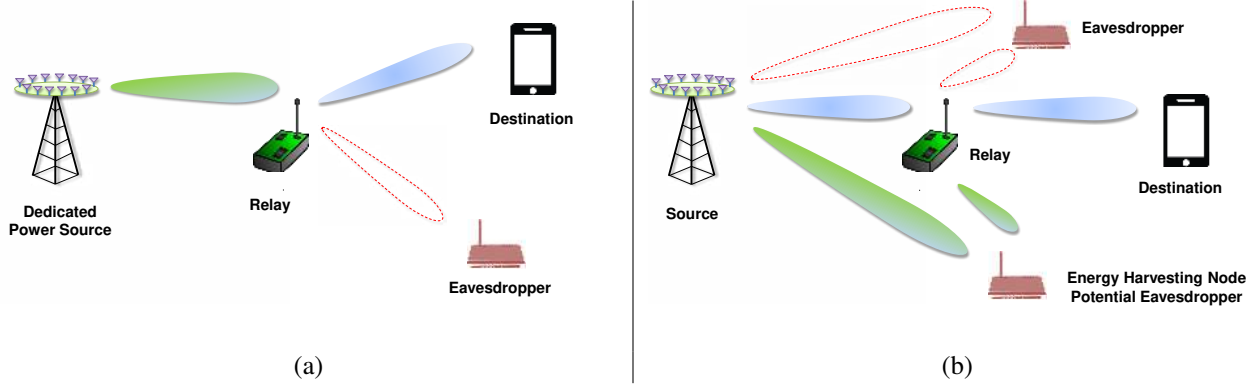 Destination
Relay
Dedicated
Power Source
Eavesdropper
(a)
Eavesdropper
Relay
Destination
Source
Energy Harvesting Node
Potential Eavesdropper
(b)